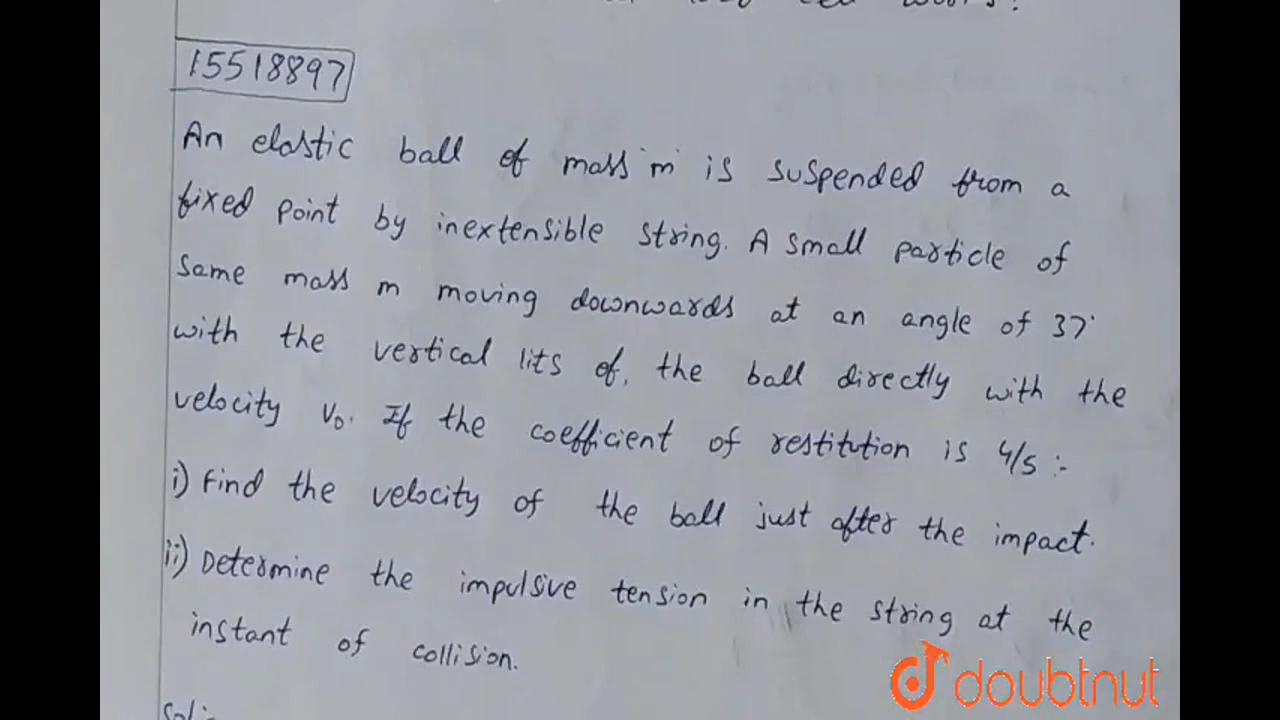 15518897
An elastic ball of mass 'm' is suspended from a
fixed point by inextensible string. A small particle of
same mass m moving downwards at an angle of 37°
with the vertical lits of, the ball directly with the
velocity v₀. If the coefficient of restitution is 4/5 :-
i) Find the velocity of the ball just after the impact.
ii) Determine the impulsive tension in the string at the
instant of collision.
doubtnut